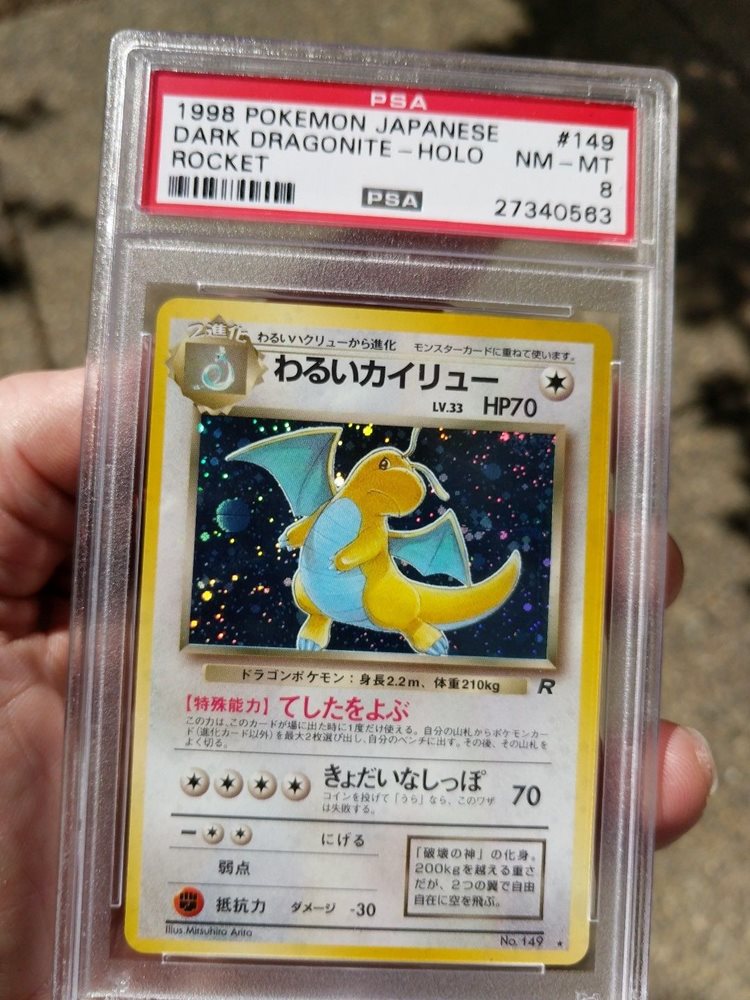 PSA
1998 POKEMON JAPANESE #149
DARK DRAGONITE-HOLO NM-MT
ROCKET 8
PSA 27340563
2進化 わるいハクリューから進化 モンスターカードに重ねて使います。
わるいカイリュー
LV.33 HP70
ドラゴンポケモン:身長2.2m、体重210kg R
【特殊能力】てしたをよぶ
この力は、このカードが場に出た時に1度だけ使える。自分の山札からポケモンカー
ド(進化カード以外)を最大2枚選び出し、自分のベンチに出す。その後、その山札を
よく切る。
きょだいなしっぽ 70
コインを投げて「うら」なら、このワザ
は失敗する。
にげる
弱点
抵抗力 ダメージ -30
「破壊の神」の化身。
200kgを越える重さ
だが、2つの翼で自由
自在に空を飛ぶ。
Illus.Mitsuhiro Arita
No.149 ★